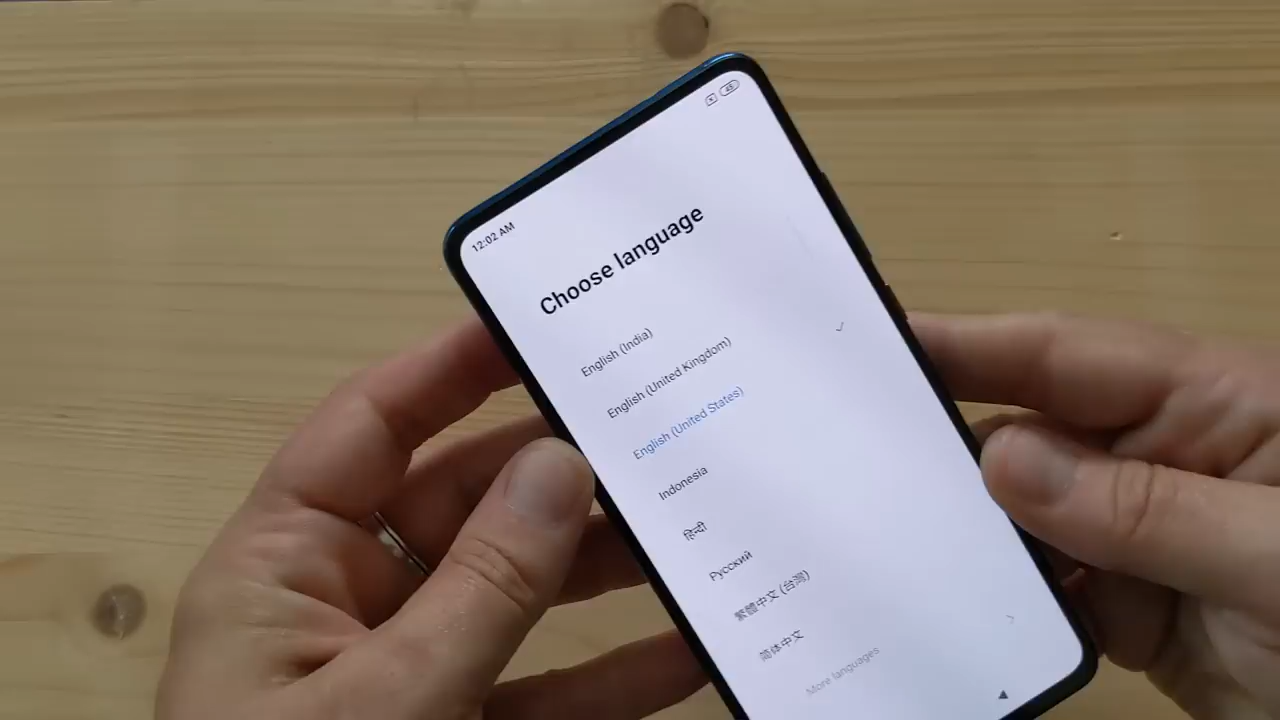 12:02 AM
Choose language
English (India)
English (United Kingdom)
English (United States)
Indonesia
हिन्दी
Русский
繁體中文 (台灣)
简体中文
More languages